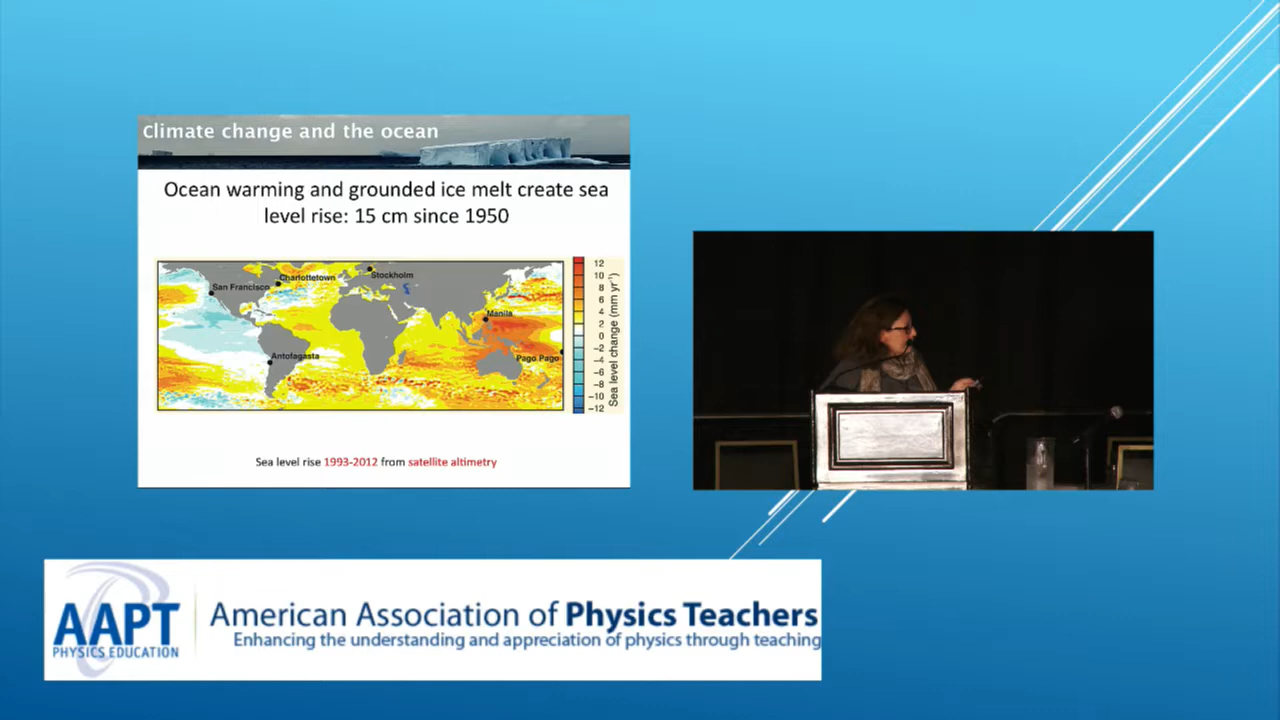 Climate change and the ocean
Ocean warming and grounded ice melt create sea
level rise: 15 cm since 1950
Charlottetown
Stockholm
San Francisco
Manila
Antofagasta
Pago Pago
12
10
8
6
4
2
0
−2
−4
−6
−8
−10
−12
Sea level change (mm yr⁻¹)
Sea level rise 1993-2012 from satellite altimetry
AAPT
PHYSICS EDUCATION
American Association of Physics Teachers
Enhancing the understanding and appreciation of physics through teaching